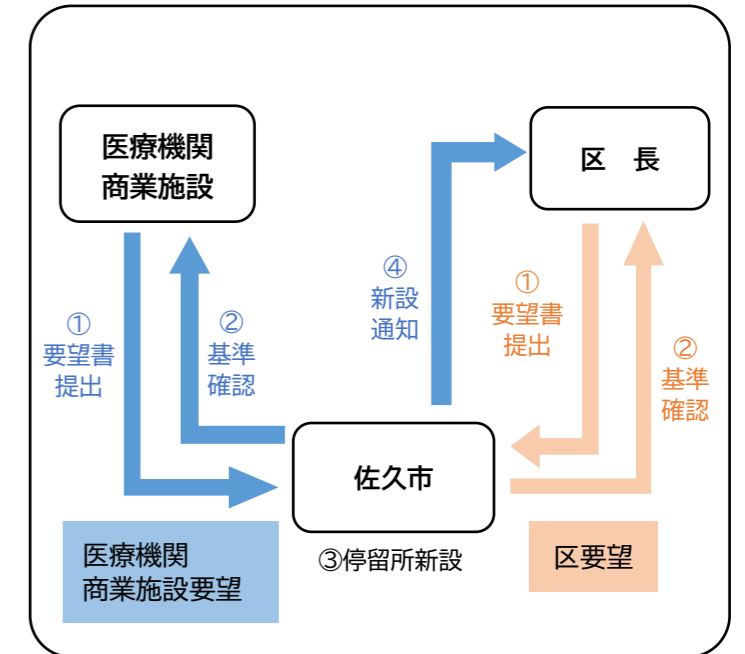 医療機関
商業施設
区　長
④
新設
通知
①
要望書
提出
②
基準
確認
①
要望書
提出
②
基準
確認
佐久市
③停留所新設
医療機関
商業施設要望
区要望